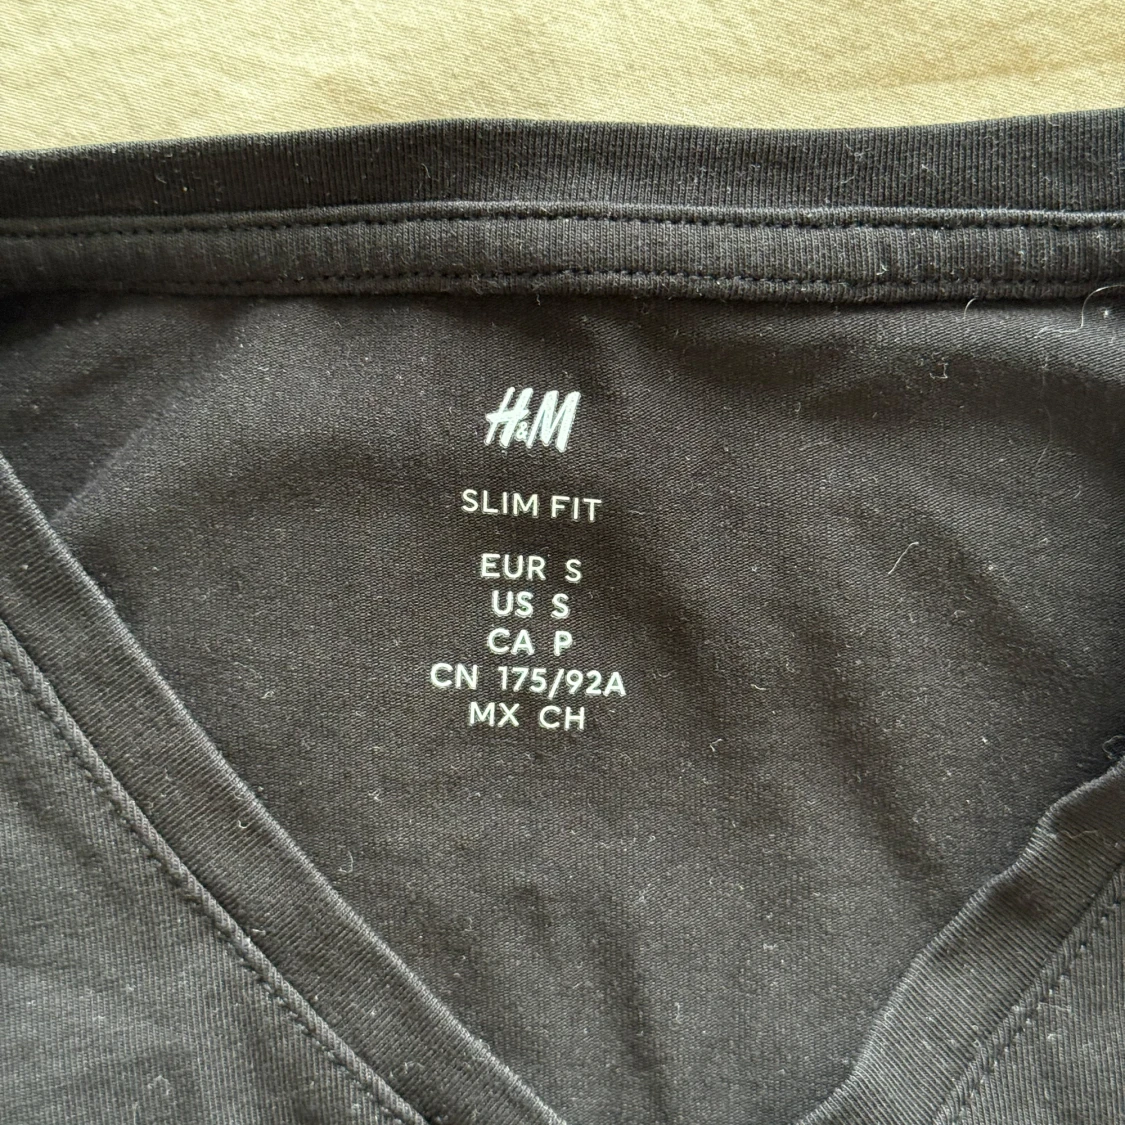 H&M
SLIM FIT
EUR S
US S
CA P
CN 175/92A
MX CH